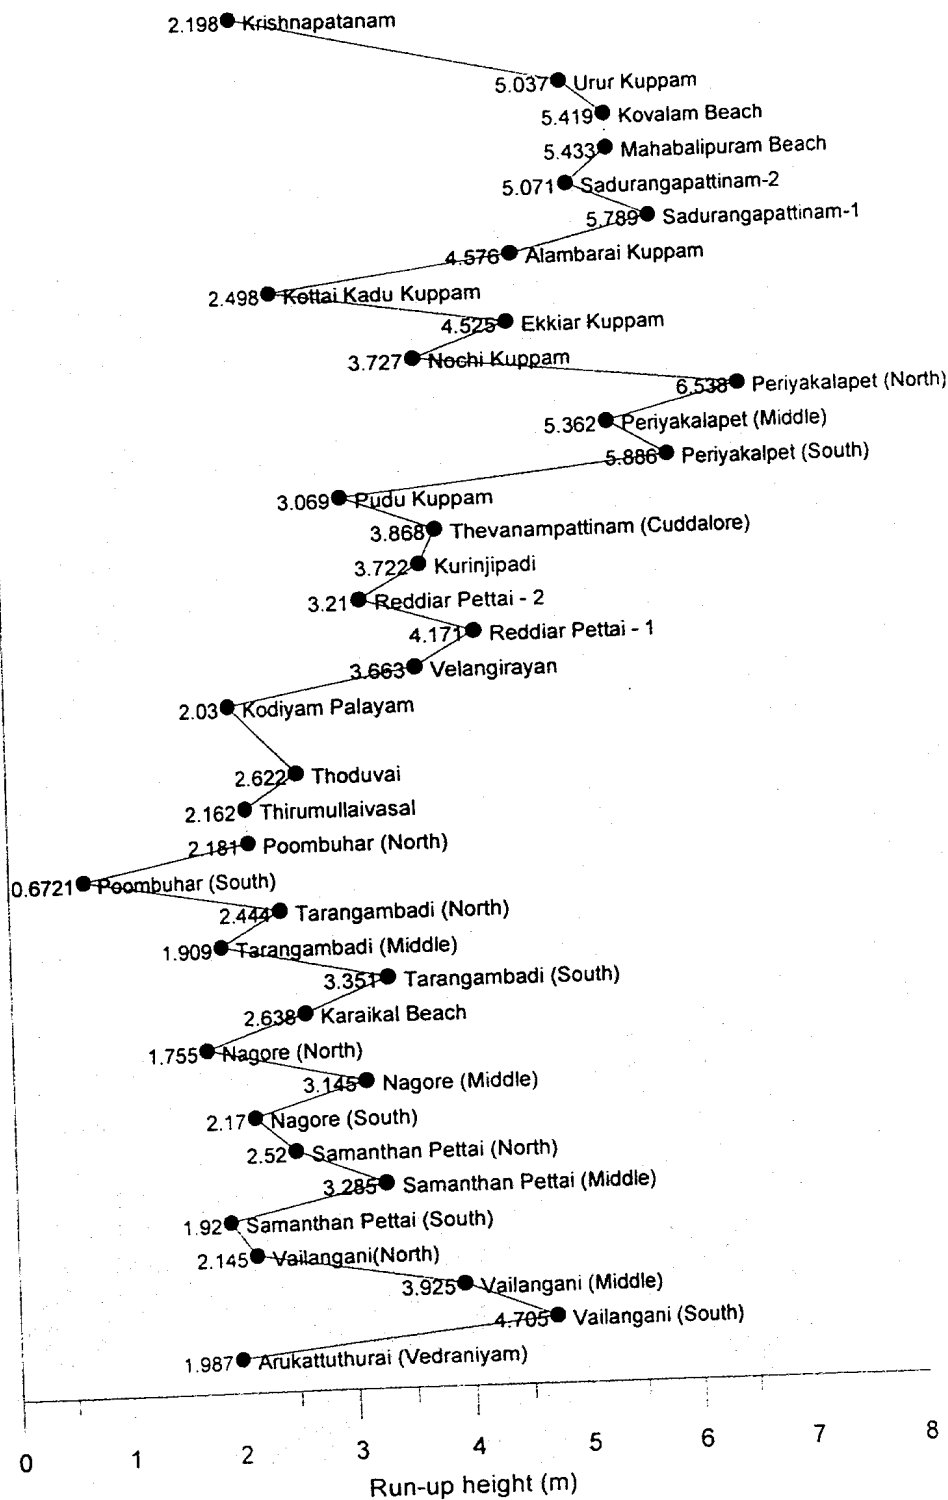 2.198 Krishnapatanam
5.037 Urur Kuppam
5.419 Kovalam Beach
5.433 Mahabalipuram Beach
5.071 Sadurangapattinam-2
5.789 Sadurangapattinam-1
4.576 Alambarai Kuppam
2.498 Kottai Kadu Kuppam
4.525 Ekkiar Kuppam
3.727 Nochi Kuppam
6.538 Periyakalapet (North)
5.362 Periyakalapet (Middle)
5.886 Periyakalpet (South)
3.069 Pudu Kuppam
3.868 Thevanampattinam (Cuddalore)
3.722 Kurinjipadi
3.21 Reddiar Pettai - 2
4.171 Reddiar Pettai - 1
3.663 Velangirayan
2.03 Kodiyam Palayam
2.622 Thoduvai
2.162 Thirumullaivasal
2.181 Poombuhar (North)
0.6721 Poombuhar (South)
2.444 Tarangambadi (North)
1.909 Tarangambadi (Middle)
3.351 Tarangambadi (South)
2.638 Karaikal Beach
1.755 Nagore (North)
3.145 Nagore (Middle)
2.17 Nagore (South)
2.52 Samanthan Pettai (North)
3.285 Samanthan Pettai (Middle)
1.92 Samanthan Pettai (South)
2.145 Vailangani(North)
3.925 Vailangani (Middle)
4.705 Vailangani (South)
1.987 Arukattuthurai (Vedraniyam)
0 1 2 3 4 5 6 7 8
Run-up height (m)